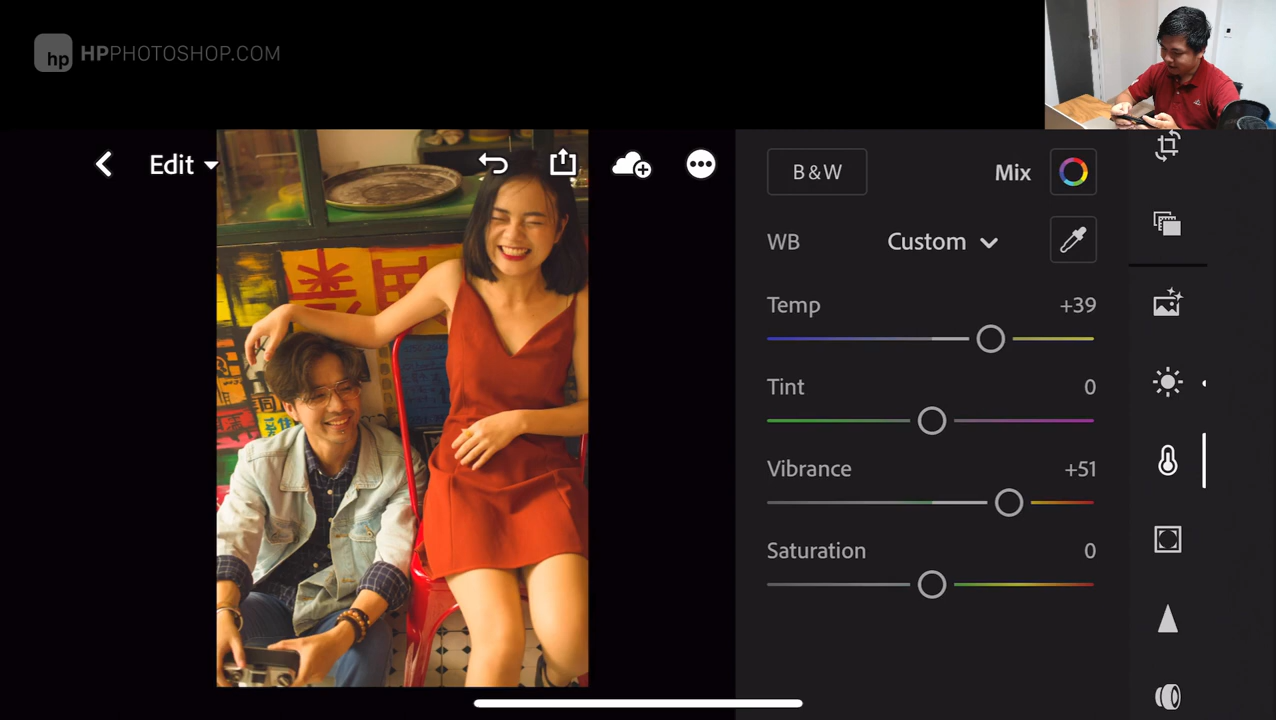 hp HPPHOTOSHOP.COM
Edit
B&W
Mix
WB
Custom
Temp
+39
Tint
0
Vibrance
+51
Saturation
0